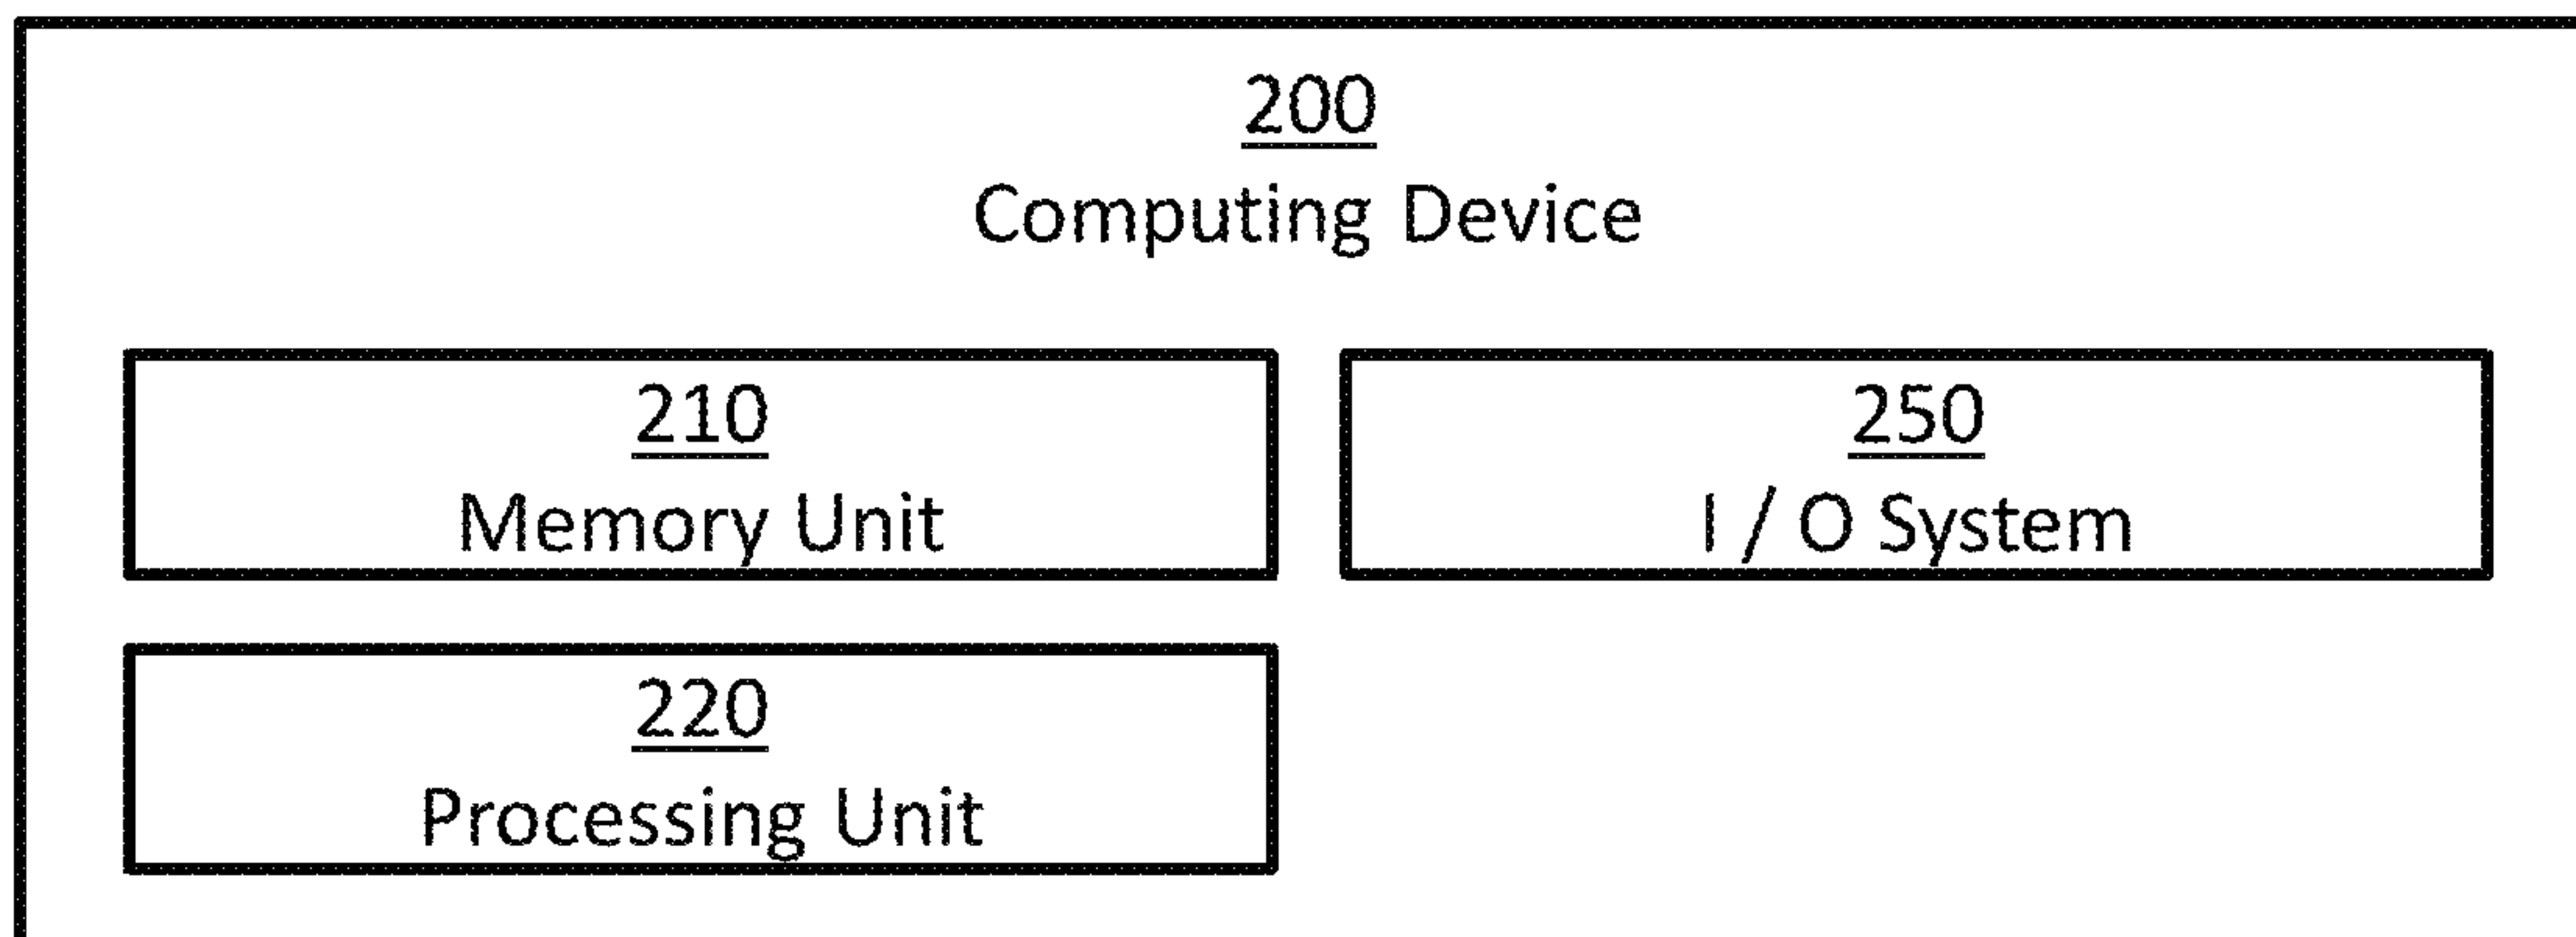 200
Computing Device
210
Memory Unit
250
I / O System
220
Processing Unit